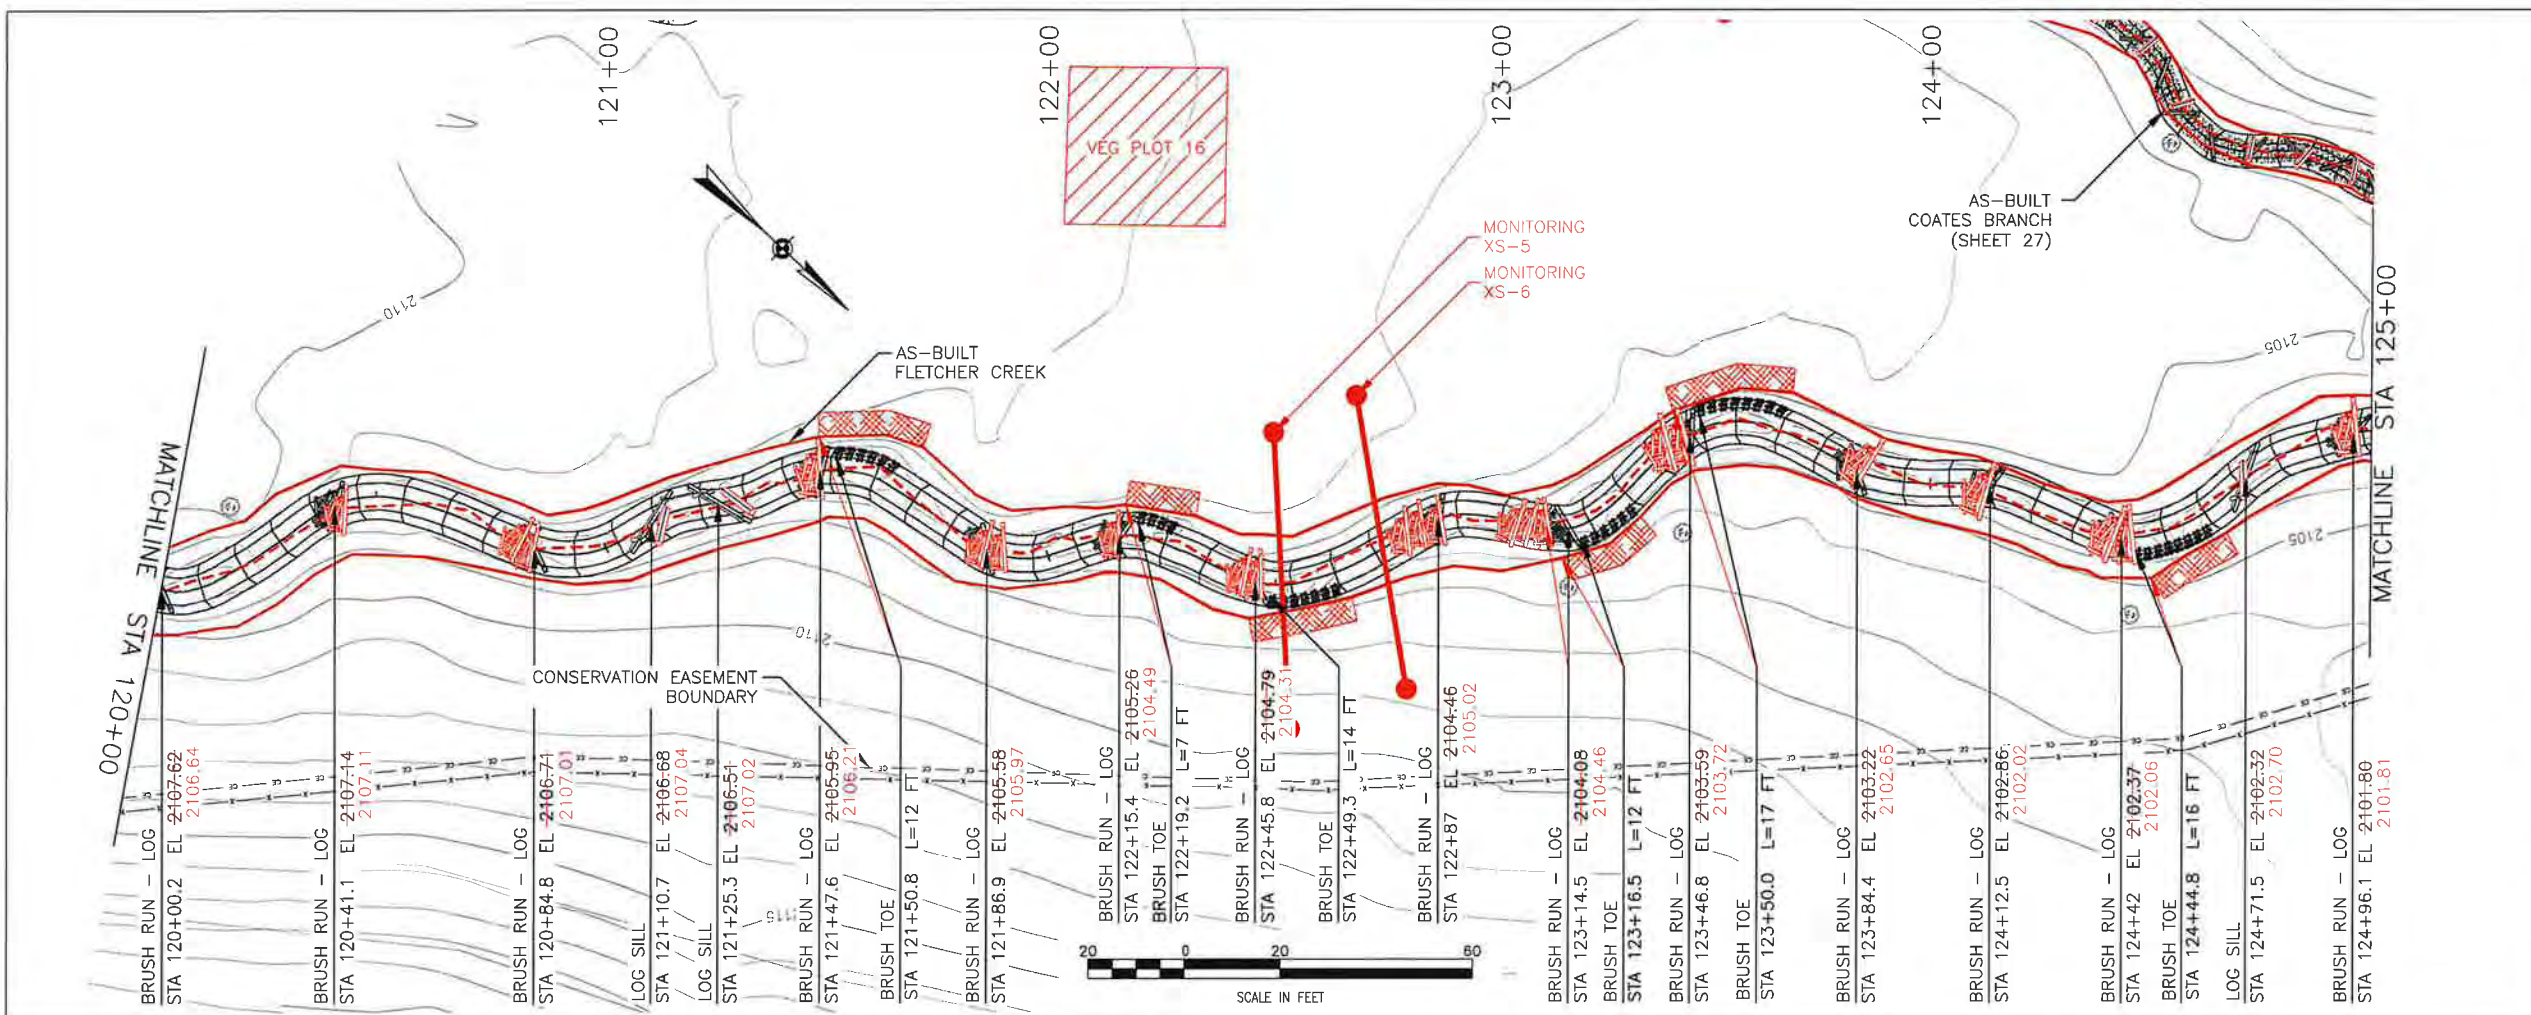 121+00
122+00
123+00
124+00
VEG PLOT 16
MONITORING
XS-5
MONITORING
XS-6
AS-BUILT
COATES BRANCH
(SHEET 27)
2110
AS-BUILT
FLETCHER CREEK
2105
MATCHLINE STA 125+00
MATCHLINE STA 120+00
2110
2105
2115
CONSERVATION EASEMENT
BOUNDARY
BRUSH RUN - LOG
STA 120+00.2 EL 2107.62
2106.64
BRUSH RUN - LOG
STA 120+41.1 EL 2107.14
2107.11
BRUSH RUN - LOG
STA 120+84.8 EL 2106.71
2107.01
LOG SILL
STA 121+10.7 EL 2106.68
2107.04
LOG SILL
STA 121+25.3 EL 2106.51
2107.02
BRUSH RUN - LOG
STA 121+47.6 EL 2105.95
2106.21
BRUSH TOE
STA 121+50.8 L=12 FT
BRUSH RUN - LOG
STA 121+86.9 EL 2105.58
2105.97
BRUSH RUN - LOG
STA 122+15.4 EL 2105.26
2104.49
BRUSH TOE
STA 122+19.2 L=7 FT
BRUSH RUN - LOG
STA 122+45.8 EL 2104.79
2104.31
BRUSH TOE
STA 122+49.3 L=14 FT
BRUSH RUN - LOG
STA 122+87 EL 2104.46
2105.02
BRUSH RUN - LOG
STA 123+14.5 EL 2104.08
2104.46
BRUSH TOE
STA 123+16.5 L=12 FT
BRUSH RUN - LOG
STA 123+46.8 EL 2103.59
2103.72
BRUSH TOE
STA 123+50.0 L=17 FT
BRUSH RUN - LOG
STA 123+84.4 EL 2103.22
2102.65
BRUSH RUN - LOG
STA 124+12.5 EL 2102.86
2102.02
BRUSH RUN - LOG
STA 124+42 EL 2102.37
2102.06
BRUSH TOE
STA 124+44.8 L=16 FT
LOG SILL
STA 124+71.5 EL 2102.32
2102.70
BRUSH RUN - LOG
STA 124+96.1 EL 2101.80
2101.81
20 0 20 60
SCALE IN FEET